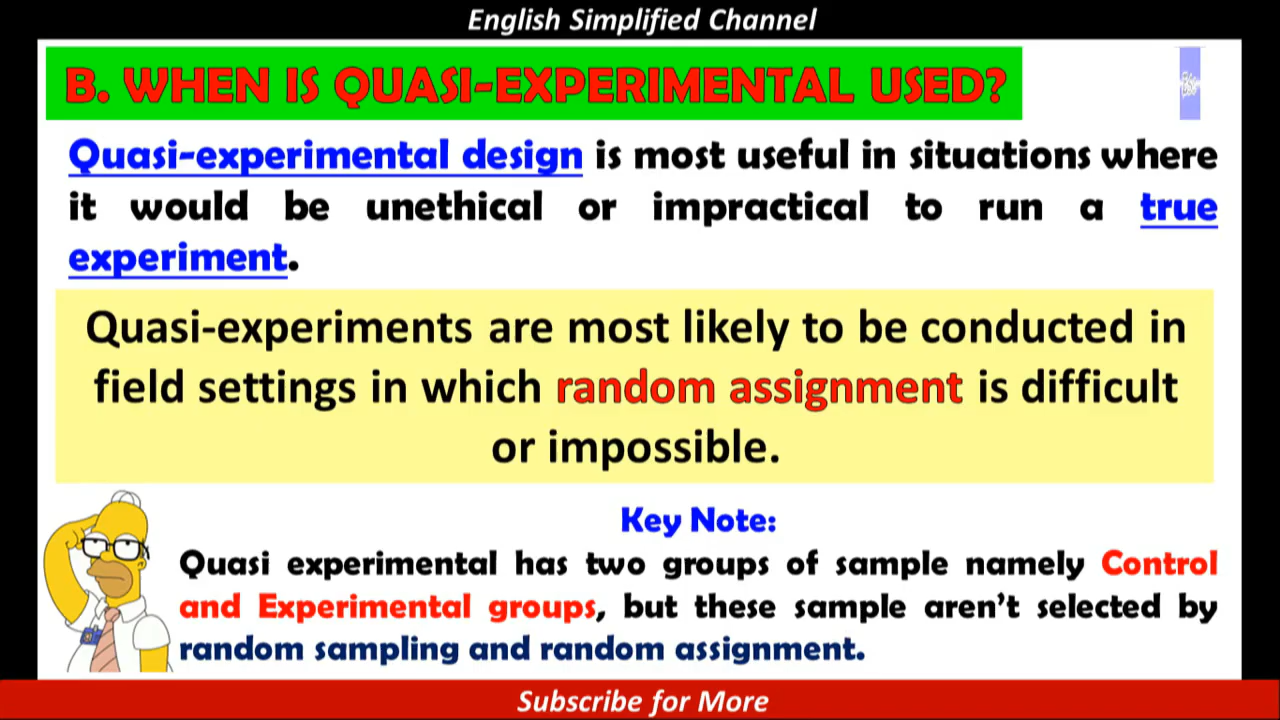 English Simplified Channel
B. WHEN IS QUASI-EXPERIMENTAL USED?
Quasi-experimental design is most useful in situations where
it would be unethical or impractical to run a true
experiment.
Quasi-experiments are most likely to be conducted in
field settings in which random assignment is difficult
or impossible.
Key Note:
Quasi experimental has two groups of sample namely Control
and Experimental groups, but these sample aren't selected by
random sampling and random assignment.
Subscribe for More